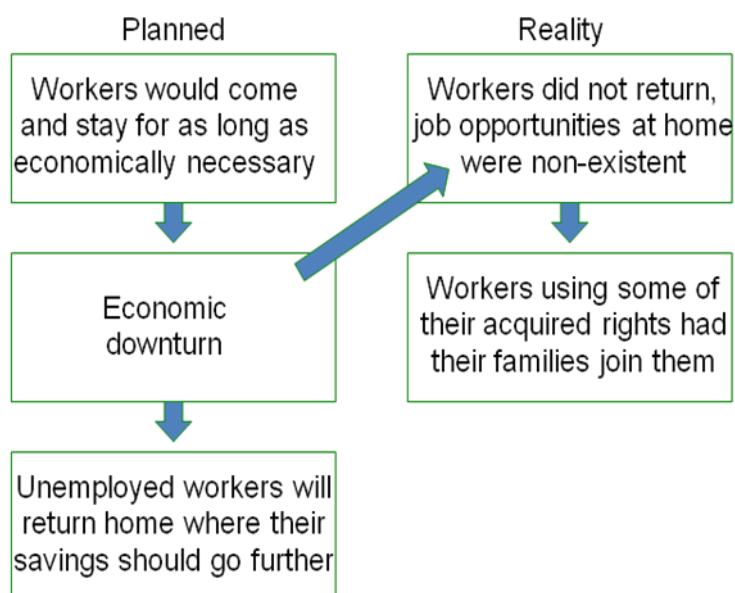 Planned
Workers would come
and stay for as long as
economically necessary
Economic
downturn
Unemployed workers will
return home where their
savings should go further
Reality
Workers did not return,
job opportunities at home
were non-existent
Workers using some of
their acquired rights had
their families join them